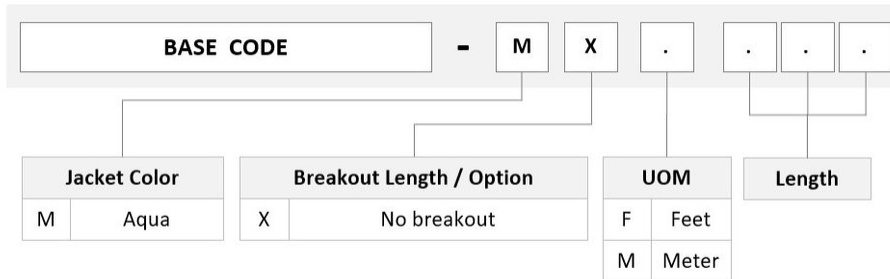 BASE CODE - M X . . . .
Jacket Color Breakout Length / Option UOM Length
M Aqua X No breakout F Feet
M Meter